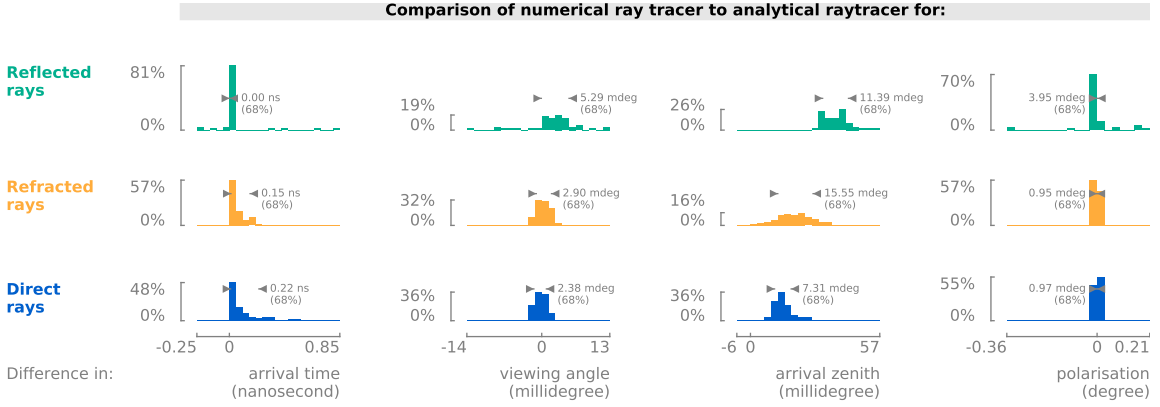 Comparison of numerical ray tracer to analytical raytracer for:
Reflected
rays
81%
0%
0.00 ns
(68%)
19%
0%
5.29 mdeg
(68%)
26%
0%
11.39 mdeg
(68%)
70%
0%
3.95 mdeg
(68%)
Refracted
rays
57%
0%
0.15 ns
(68%)
32%
0%
2.90 mdeg
(68%)
16%
0%
15.55 mdeg
(68%)
57%
0%
0.95 mdeg
(68%)
Direct
rays
48%
0%
0.22 ns
(68%)
36%
0%
2.38 mdeg
(68%)
36%
0%
7.31 mdeg
(68%)
55%
0%
0.97 mdeg
(68%)
-0.25 0 0.85
-14 0 13
-6 0 57
-0.36 0 0.21
Difference in:
arrival time
(nanosecond)
viewing angle
(millidegree)
arrival zenith
(millidegree)
polarisation
(degree)